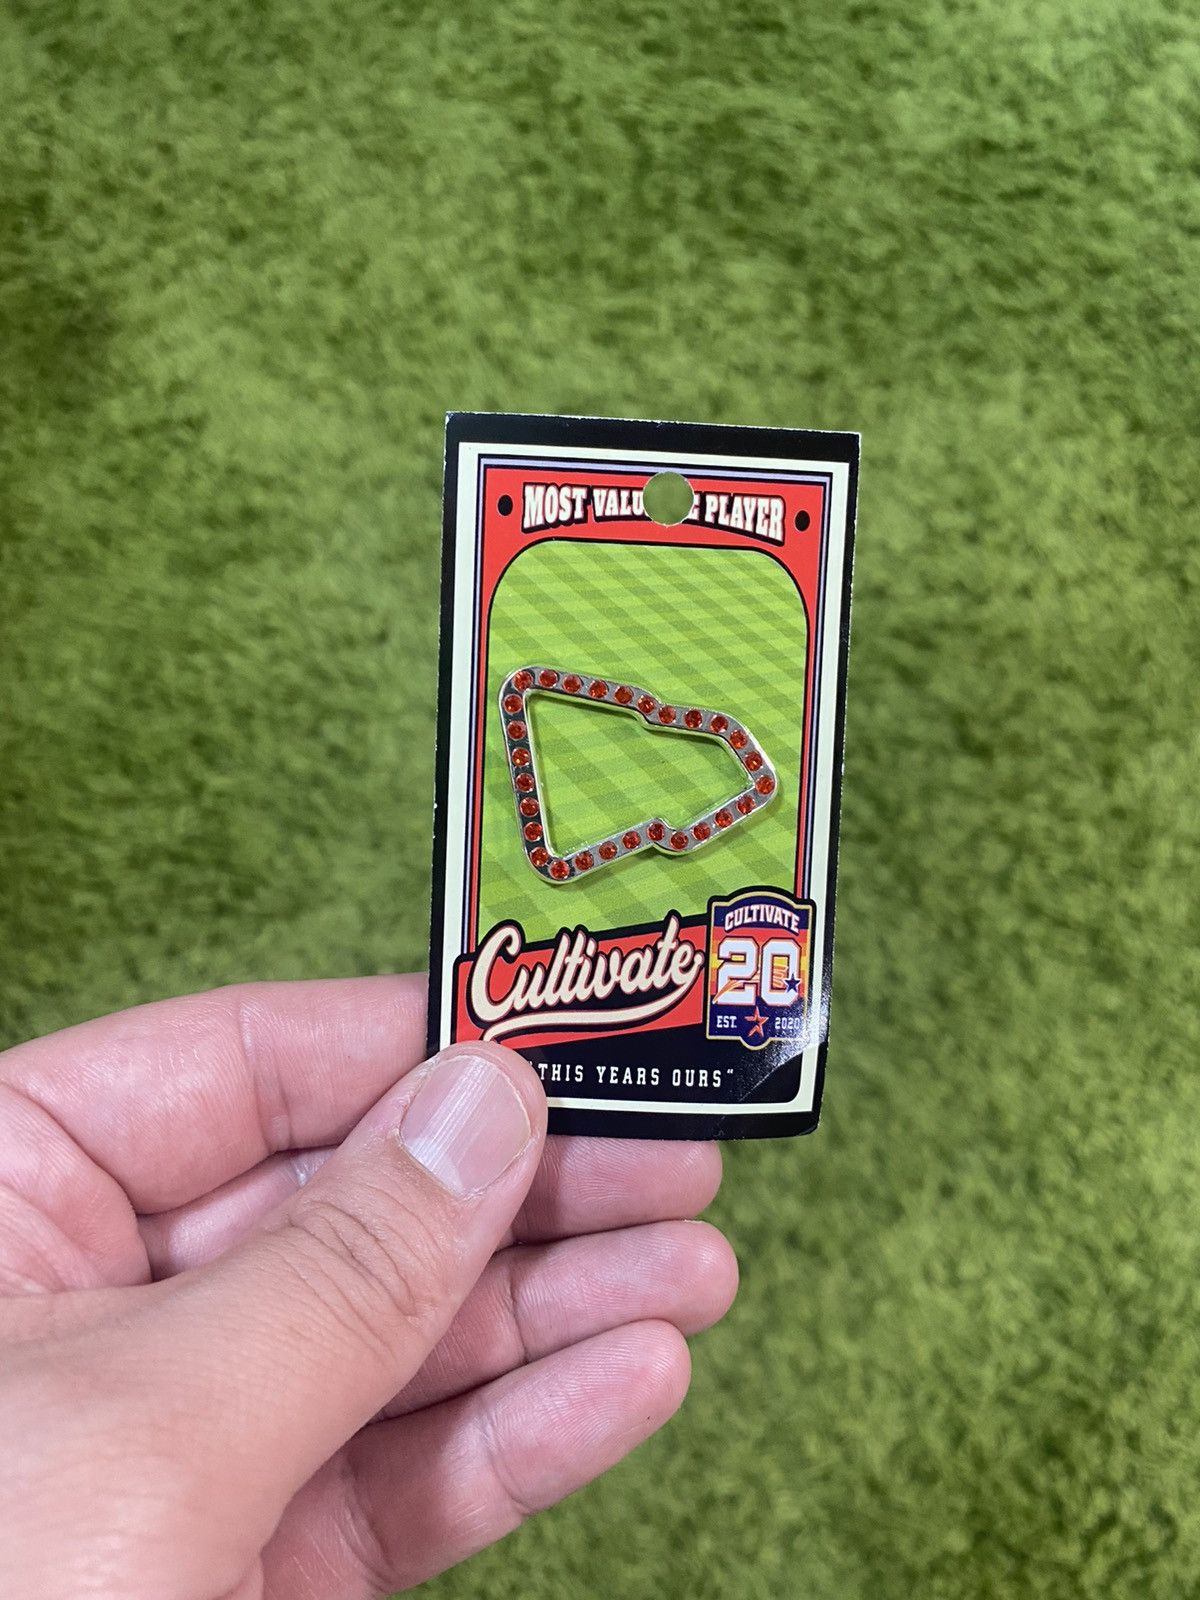 MOST VALU E PLAYER
Cultivate
CULTIVATE
20
EST. 2020
"THIS YEARS OURS"